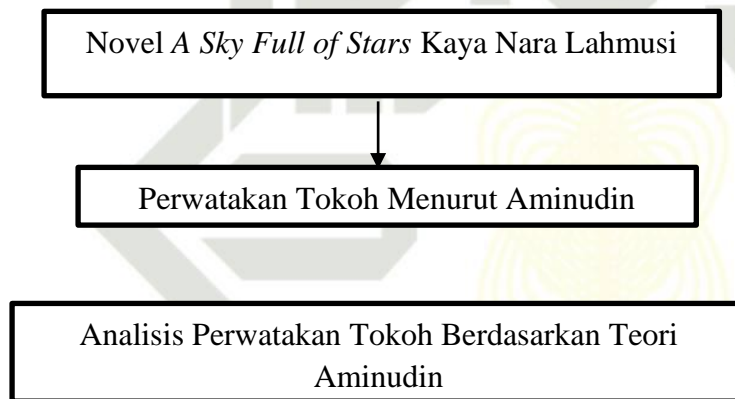 Novel A Sky Full of Stars Kaya Nara Lahmusi
Perwatakan Tokoh Menurut Aminudin
Analisis Perwatakan Tokoh Berdasarkan Teori
Aminudin